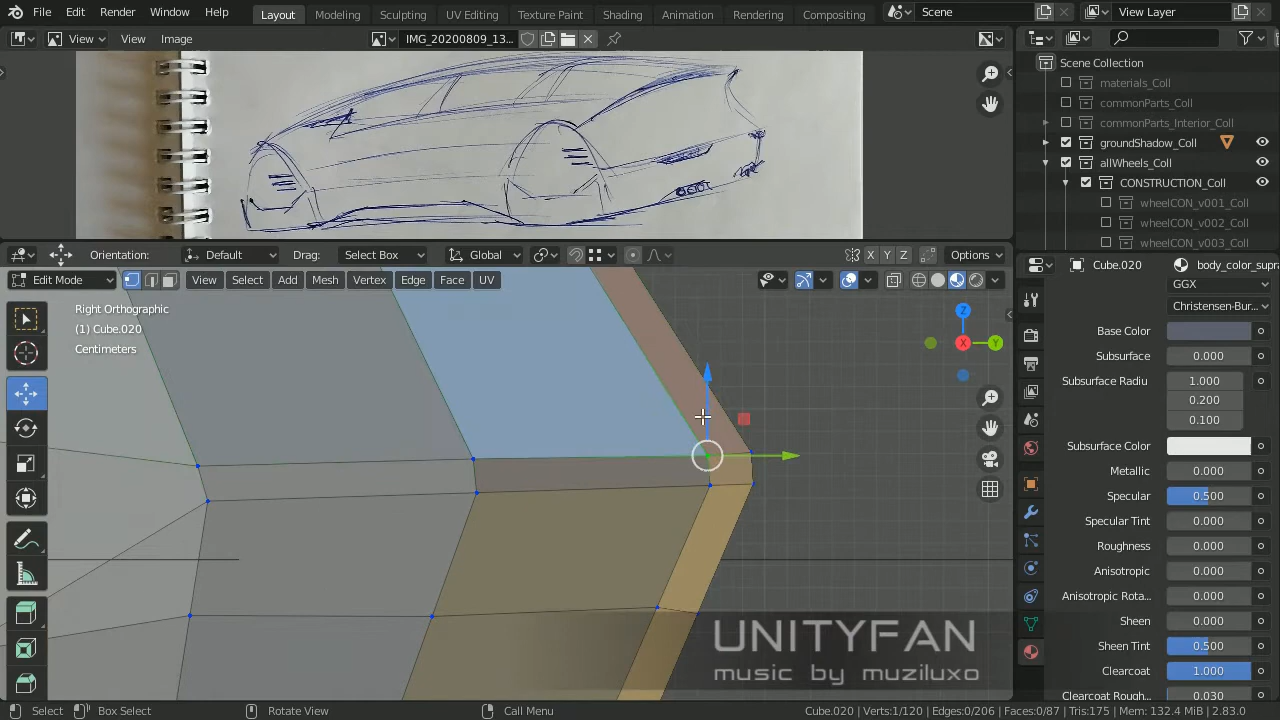 File Edit Render Window Help Layout Modeling Sculpting UV Editing Texture Paint Shading Animation Rendering Compositing Scene View Layer
View View Image IMG_20200809_13...
Scene Collection
materials_Coll
commonParts_Coll
commonParts_Interior_Coll
groundShadow_Coll
allWheels_Coll
CONSTRUCTION_Coll
wheelCON_v001_Coll
wheelCON_v002_Coll
wheelCON_v003_Coll
Orientation: Default Drag: Select Box Global X Y Z Options
Edit Mode View Select Add Mesh Vertex Edge Face UV
Right Orthographic
(1) Cube.020
Centimeters
Z
X
Y
Cube.020 body_color_supr
GGX
Christensen-Bur...
Base Color
Subsurface 0.000
Subsurface Radiu 1.000
0.200
0.100
Subsurface Color
Metallic 0.000
Specular 0.500
Specular Tint 0.000
Roughness 0.000
Anisotropic 0.000
Anisotropic Rota... 0.000
Sheen 0.000
Sheen Tint 0.500
Clearcoat 1.000
Clearcoat Rough... 0.030
UNITYFAN
music by muziluxo
Select Box Select Rotate View Call Menu Cube.020 | Verts:1/120 | Edges:0/206 | Faces:0/87 | Tris:175 | Mem: 132.4 MiB | 2.83.0